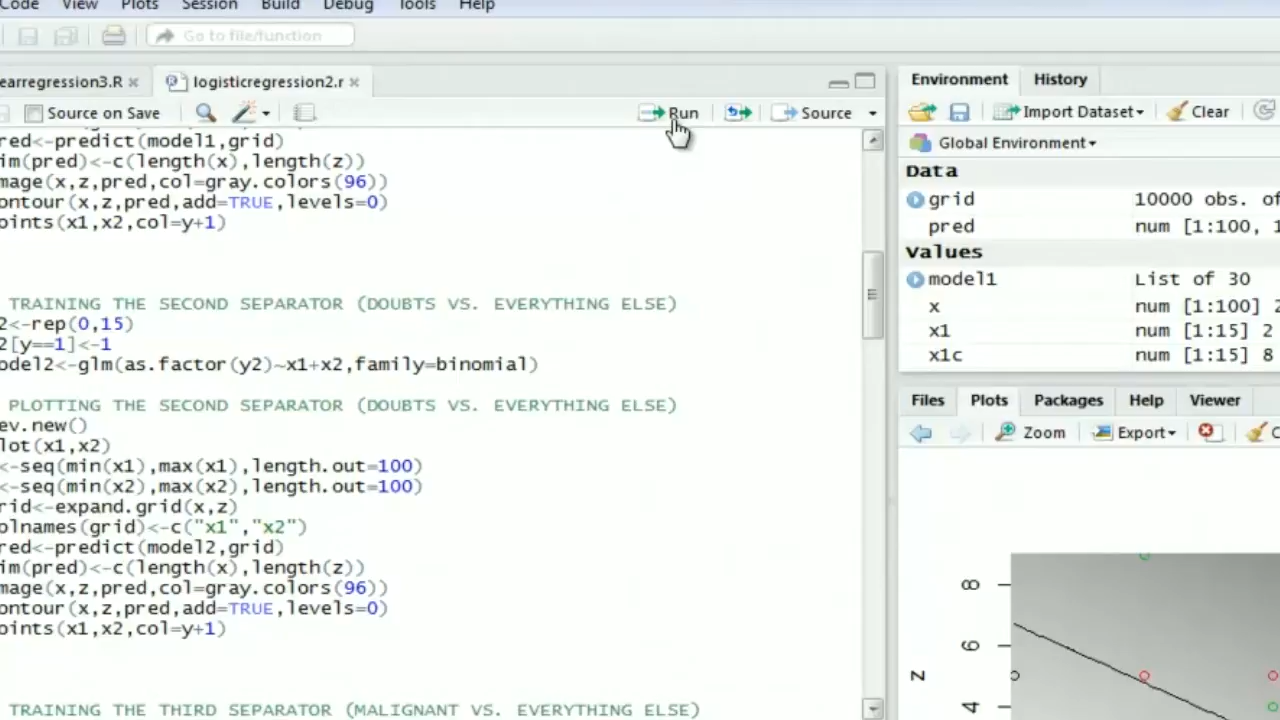 Code View Plots Session Build Debug Tools Help
Go to file/function
earregression3.R logisticregression2.r
Source on Save Run Source
red<-predict(model1,grid)
im(pred)<-c(length(x),length(z))
mage(x,z,pred,col=gray.colors(96))
ontour(x,z,pred,add=TRUE,levels=0)
oints(x1,x2,col=y+1)
TRAINING THE SECOND SEPARATOR (DOUBTS VS. EVERYTHING ELSE)
2<-rep(0,15)
2[y==1]<-1
odel2<-glm(as.factor(y2)~x1+x2,family=binomial)
PLOTTING THE SECOND SEPARATOR (DOUBTS VS. EVERYTHING ELSE)
ev.new()
lot(x1,x2)
<-seq(min(x1),max(x1),length.out=100)
<-seq(min(x2),max(x2),length.out=100)
rid<-expand.grid(x,z)
olnames(grid)<-c("x1","x2")
red<-predict(model2,grid)
im(pred)<-c(length(x),length(z))
mage(x,z,pred,col=gray.colors(96))
ontour(x,z,pred,add=TRUE,levels=0)
oints(x1,x2,col=y+1)
TRAINING THE THIRD SEPARATOR (MALIGNANT VS. EVERYTHING ELSE)
Environment History
Import Dataset Clear
Global Environment
Data
grid 10000 obs. of
pred num [1:100, 1
Values
model1 List of 30
x num [1:100] 2
x1 num [1:15] 2
x1c num [1:15] 8
Files Plots Packages Help Viewer
Zoom Export C
8
6
z
4